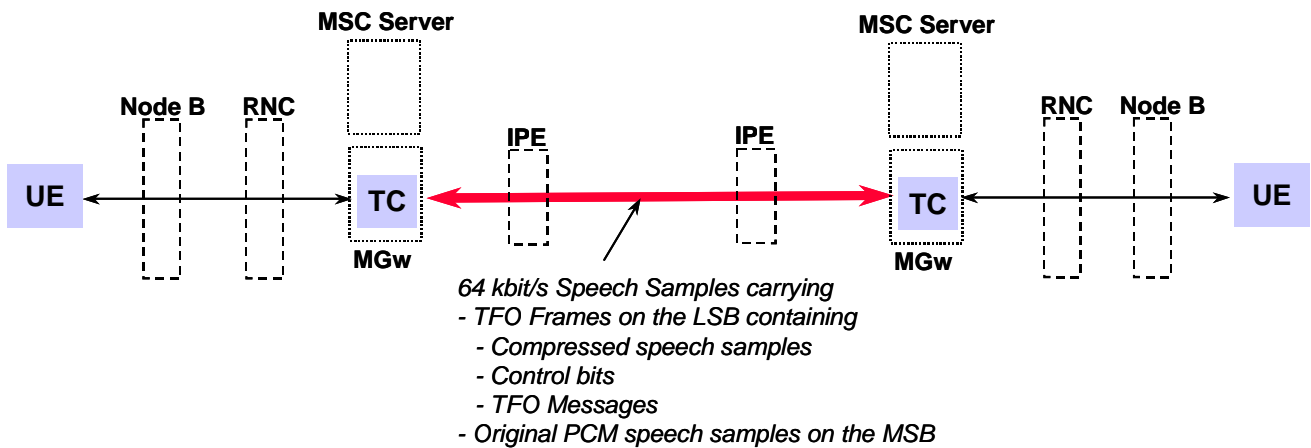 MSC Server
MSC Server
Node B
RNC
IPE
IPE
RNC
Node B
UE
TC
TC
UE
MGw
MGw
64 kbit/s Speech Samples carrying
- TFO Frames on the LSB containing
- Compressed speech samples
- Control bits
- TFO Messages
- Original PCM speech samples on the MSB